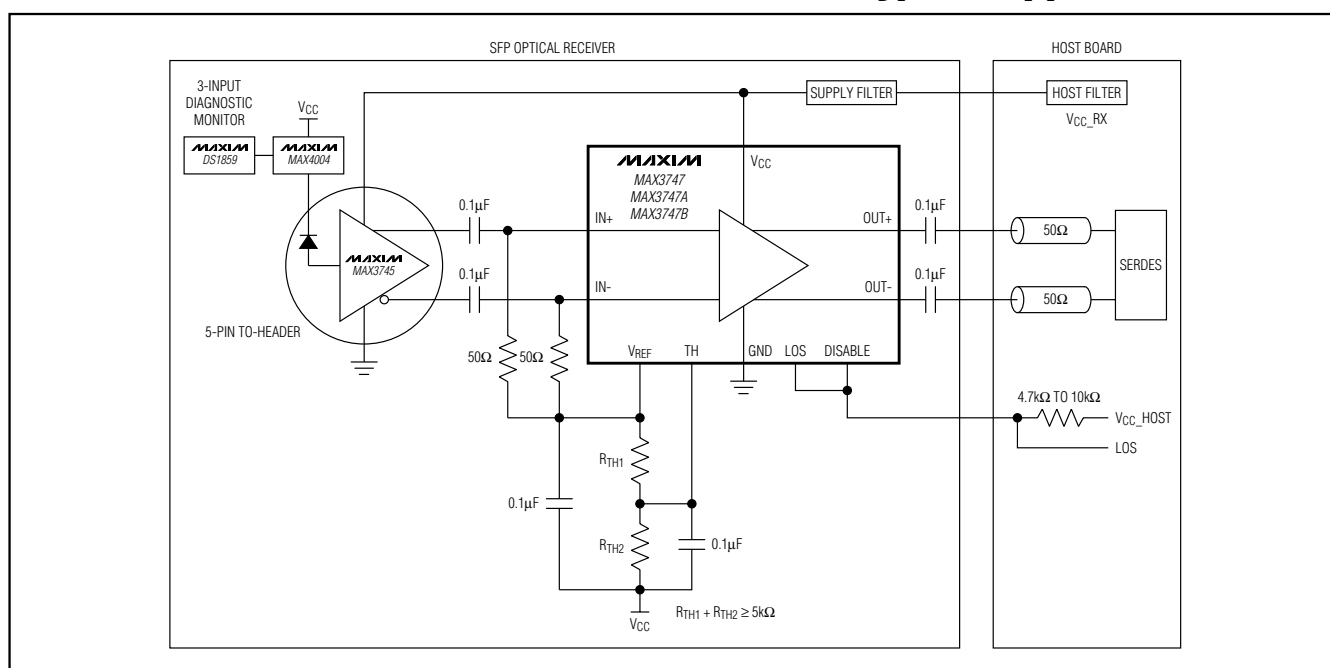 SFP OPTICAL RECEIVER
HOST BOARD
3-INPUT
DIAGNOSTIC
MONITOR
VCC
SUPPLY FILTER
HOST FILTER
VCC_RX
MAXIM
DS1859
MAXIM
MAX4004
MAXIM
MAX3747
MAX3747A
MAX3747B
VCC
0.1µF
IN+
OUT+
0.1µF
50Ω
MAXIM
MAX3745
0.1µF
IN-
OUT-
0.1µF
50Ω
SERDES
5-PIN TO-HEADER
50Ω
50Ω
VREF
TH
GND
LOS
DISABLE
4.7kΩ TO 10kΩ
VCC_HOST
LOS
RTH1
0.1µF
RTH2
0.1µF
VCC
RTH1 + RTH2 ≥ 5kΩ